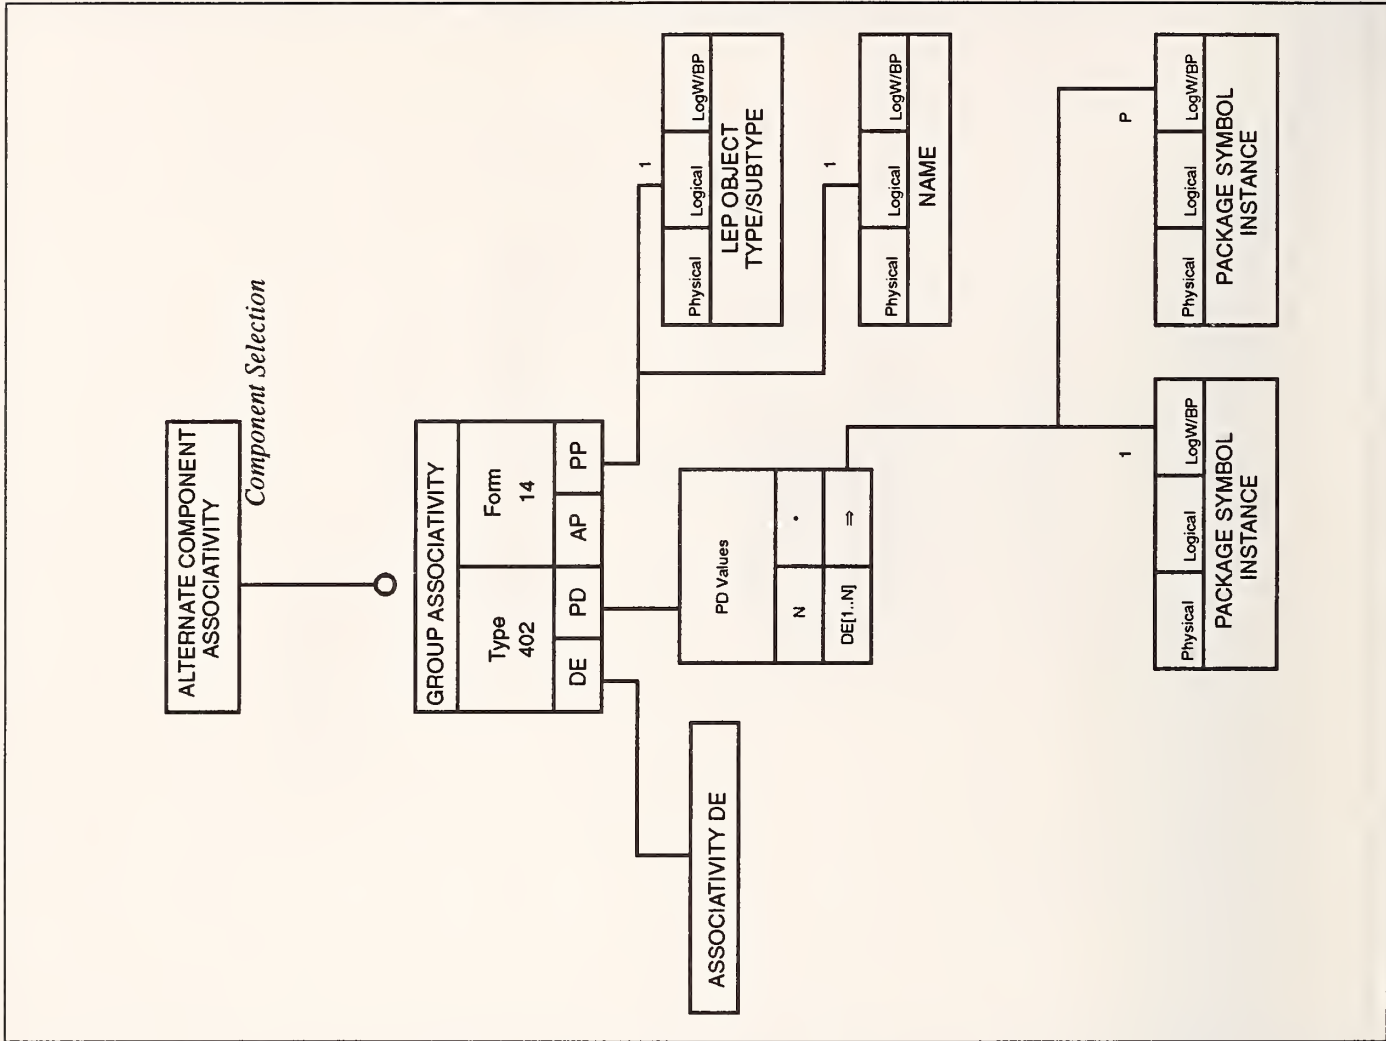 ALTERNATE COMPONENT
ASSOCIATIVITY
Component Selection
GROUP ASSOCIATIVITY
Type
402
Form
14
DE
PD
AP
PP
ASSOCIATIVITY DE
PD Values
N
•
DE[1..N]
⇒
1
Physical
Logical
LogW/BP
LEP OBJECT
TYPE/SUBTYPE
1
Physical
Logical
LogW/BP
NAME
1
Physical
Logical
LogW/BP
PACKAGE SYMBOL
INSTANCE
P
Physical
Logical
LogW/BP
PACKAGE SYMBOL
INSTANCE